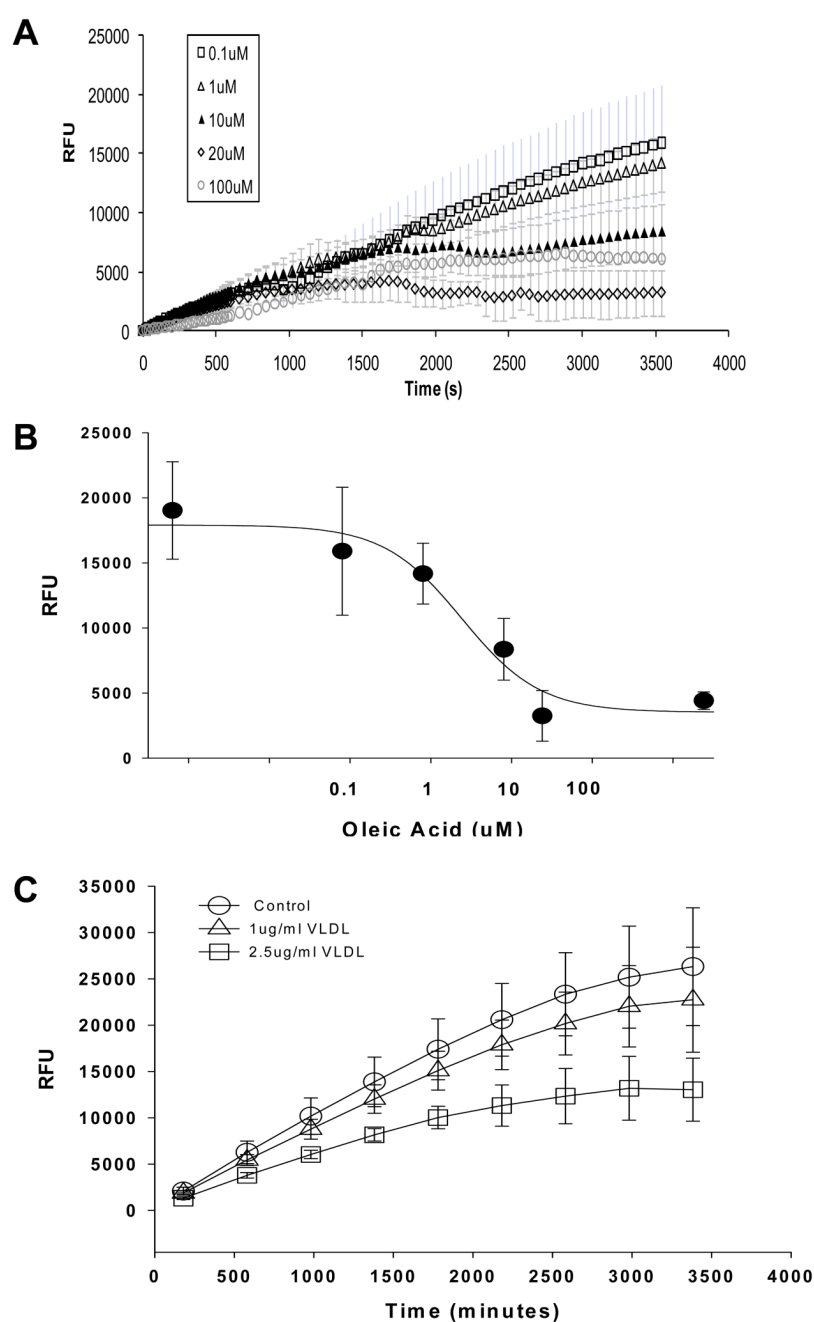 A
25000
20000
15000
10000
5000
0
RFU
0.1uM
1uM
10uM
20uM
100uM
0 500 1000 1500 2000 2500 3000 3500 4000
Time (s)
B
25000
20000
15000
10000
5000
0
RFU
0.1 1 10 100
Oleic Acid (uM)
C
35000
30000
25000
20000
15000
10000
5000
0
RFU
Control
1ug/ml VLDL
2.5ug/ml VLDL
0 500 1000 1500 2000 2500 3000 3500 4000
Time (minutes)